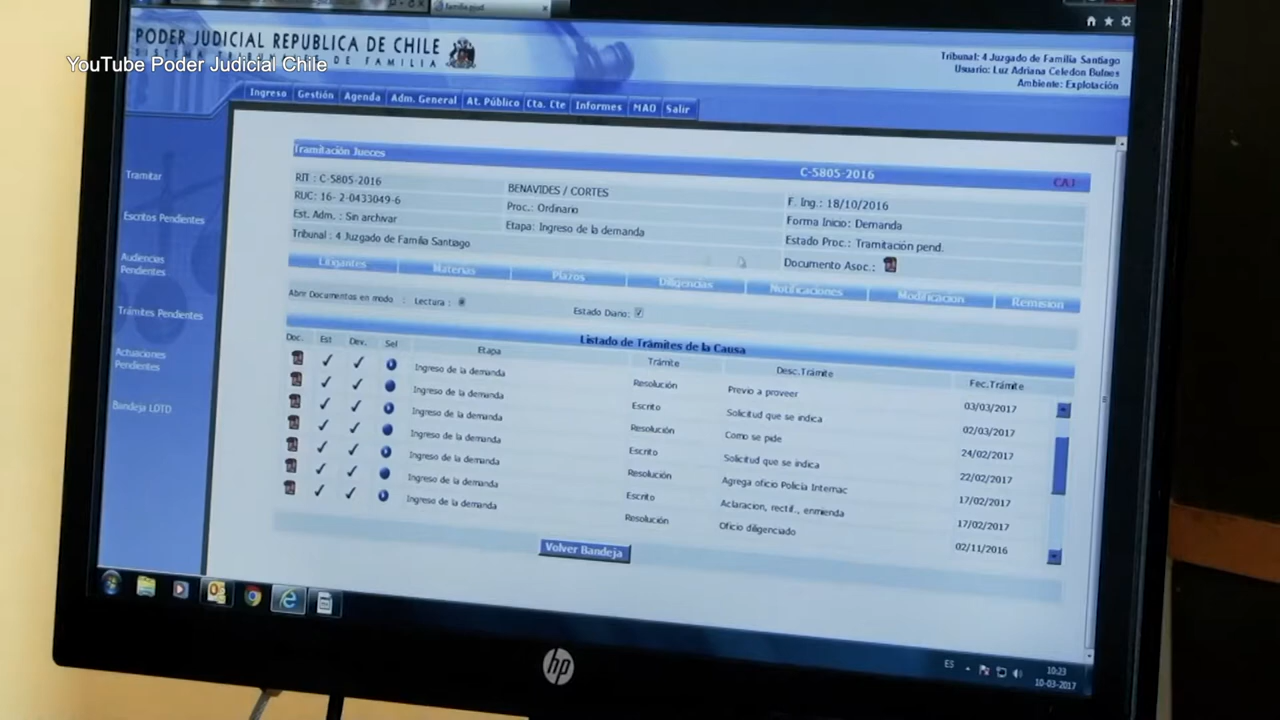 familia.pjud
PODER JUDICIAL REPUBLICA DE CHILE
SISTEMA TRIBUNALES DE FAMILIA
YouTube Poder Judicial Chile
Tribunal: 4 Juzgado de Familia Santiago
Usuario: Luz Adriana Celedon Bulnes
Ambiente: Explotación
Ingreso Gestión Agenda Adm. General At. Público Cta. Cte Informes MAO Salir
Tramitar
Escritos Pendientes
Audiencias
Pendientes
Trámites Pendientes
Actuaciones
Pendientes
Bandeja LOTD
Tramitación Jueces C-5805-2016 CAJ
RIT : C-5805-2016 BENAVIDES / CORTES F. Ing.: 18/10/2016
RUC: 16- 2-0433049-6 Proc.: Ordinario Forma Inicio: Demanda
Est. Adm. : Sin archivar Etapa: Ingreso de la demanda Estado Proc.: Tramitación pend.
Tribunal : 4 Juzgado de Familia Santiago Documento Asoc.:
Litigantes Materias Plazos Diligencias Notificaciones Modificacion Remision
Abrir Documentos en modo : Lectura : Estado Diario:
Listado de Trámites de la Causa
Doc. Est Dev. Sel Etapa Trámite Desc.Trámite Fec.Trámite
Ingreso de la demanda Resolución Previo a proveer 03/03/2017
Ingreso de la demanda Escrito Solicitud que se indica 02/03/2017
Ingreso de la demanda Resolución Como se pide 24/02/2017
Ingreso de la demanda Escrito Solicitud que se indica 22/02/2017
Ingreso de la demanda Resolución Agrega oficio Policía Internac 17/02/2017
Ingreso de la demanda Escrito Aclaracion, rectif., enmienda 17/02/2017
Ingreso de la demanda Resolución Oficio diligenciado 02/11/2016
Volver Bandeja
ES 10:23
10-03-2017
hp